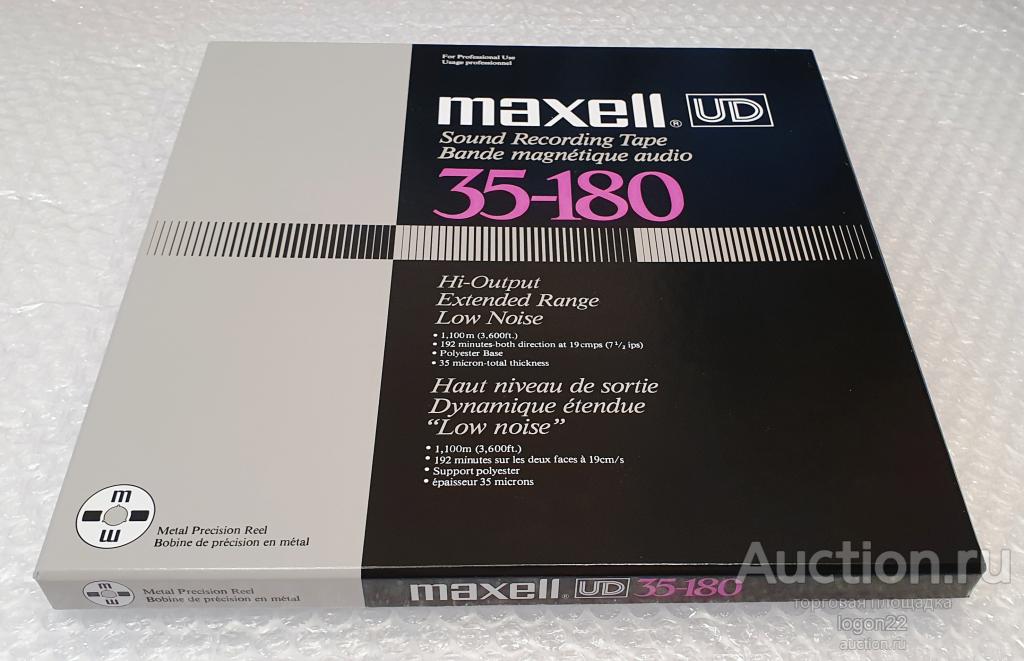 For Professional Use
Usage professionnel
maxell® UD
Sound Recording Tape
Bande magnétique audio
35-180
Hi-Output
Extended Range
Low Noise
• 1,100m (3,600ft.)
• 192 minutes-both direction at 19cmps (7 1/2 ips)
• Polyester Base
• 35 micron-total thickness
Haut niveau de sortie
Dynamique étendue
“Low noise”
• 1,100m (3,600ft.)
• 192 minutes sur les deux faces à 19cm/s
• Support polyester
• épaisseur 35 microns
m
m
Metal Precision Reel
Bobine de précision en métal
m
m
Metal Precision Reel
Bobine de précision en métal
maxell® UD 35-180
Auction.ru
торговая площадка
logon22
auction.ru